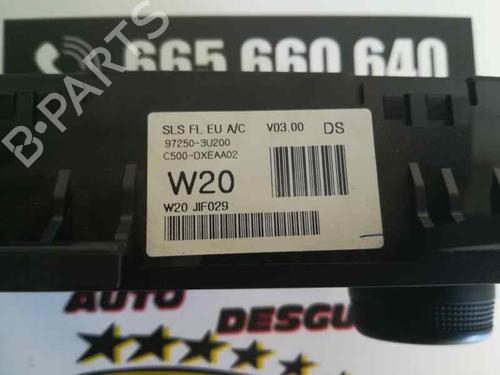 665 660 640
B-PARTS
SLS FL EU A/C V03.00 DS
97250-3U200
C500-DXEAA02
W20
W20 JIF029
AUTO
DESGU